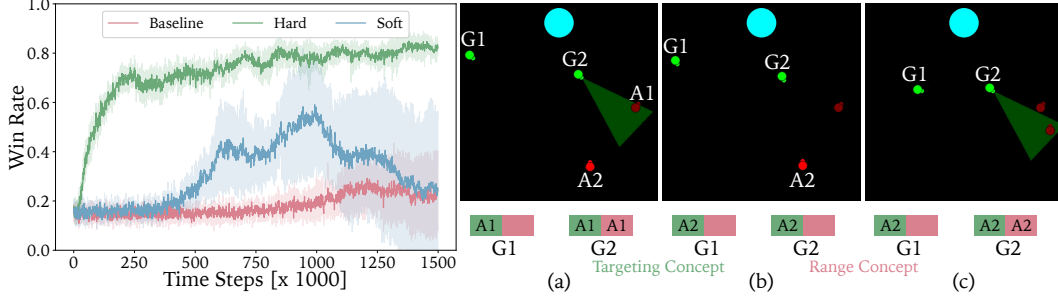 Baseline Hard Soft
Win Rate
1.0
0.8
0.6
0.4
0.2
0.0
0 250 500 750 1000 1250 1500
Time Steps [x 1000]
G1
G2
A1
A2
A1
G1
A1 A1
G2
(a)
G1
G2
A2
A2
G1
A2
G2
(b)
G1
G2
A2
G1
A2 A2
G2
(c)
Targeting Concept
Range Concept